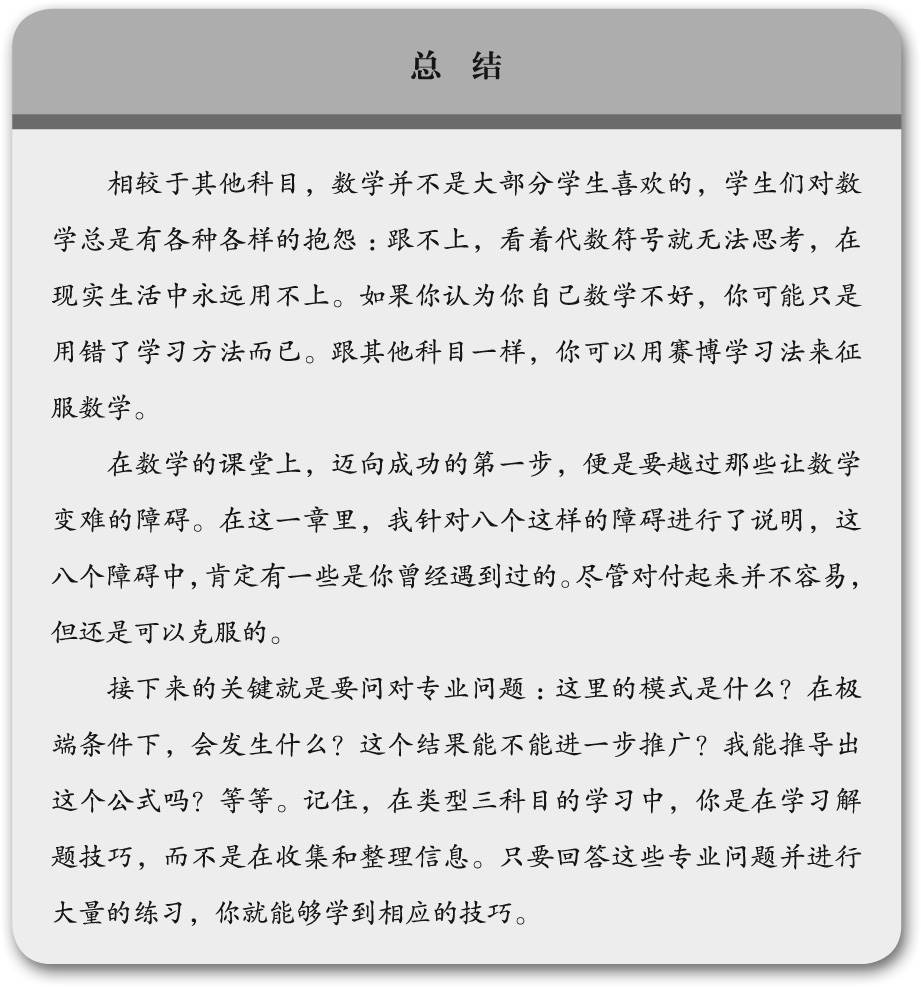 总 结
相较于其他科目，数学并不是大部分学生喜欢的，学生们对数
学总是有各种各样的抱怨：跟不上，看着代数符号就无法思考，在
现实生活中永远用不上。如果你认为你自己数学不好，你可能只是
用错了学习方法而已。跟其他科目一样，你可以用赛博学习法来征
服数学。
在数学的课堂上，迈向成功的第一步，便是要越过那些让数学
变难的障碍。在这一章里，我针对八个这样的障碍进行了说明，这
八个障碍中，肯定有一些是你曾经遇到过的。尽管对付起来并不容易，
但还是可以克服的。
接下来的关键就是要问对专业问题：这里的模式是什么？在极
端条件下，会发生什么？这个结果能不能进一步推广？我能推导出
这个公式吗？等等。记住，在类型三科目的学习中，你是在学习解
题技巧，而不是在收集和整理信息。只要回答这些专业问题并进行
大量的练习，你就能够学到相应的技巧。